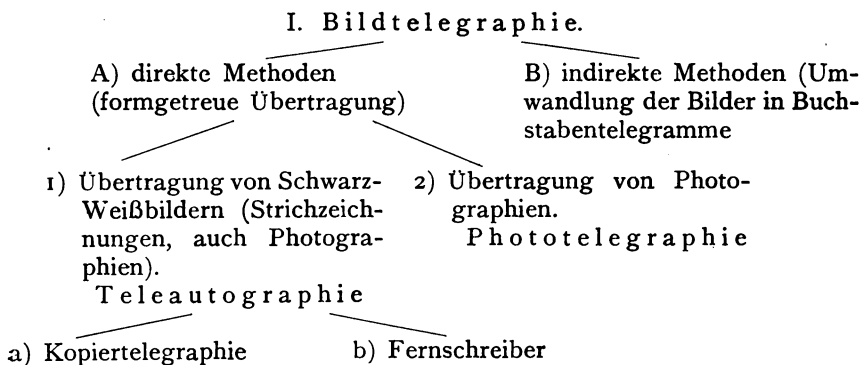 I. Bildtelegraphie.
A) direkte Methoden
(formgetreue Übertragung)
B) indirekte Methoden (Um-
wandlung der Bilder in Buch-
stabentelegramme
1) Übertragung von Schwarz-
Weißbildern (Strichzeich-
nungen, auch Photogra-
phien).
Teleautographie
2) Übertragung von Photo-
graphien.
Phototelegraphie
a) Kopiertelegraphie
b) Fernschreiber